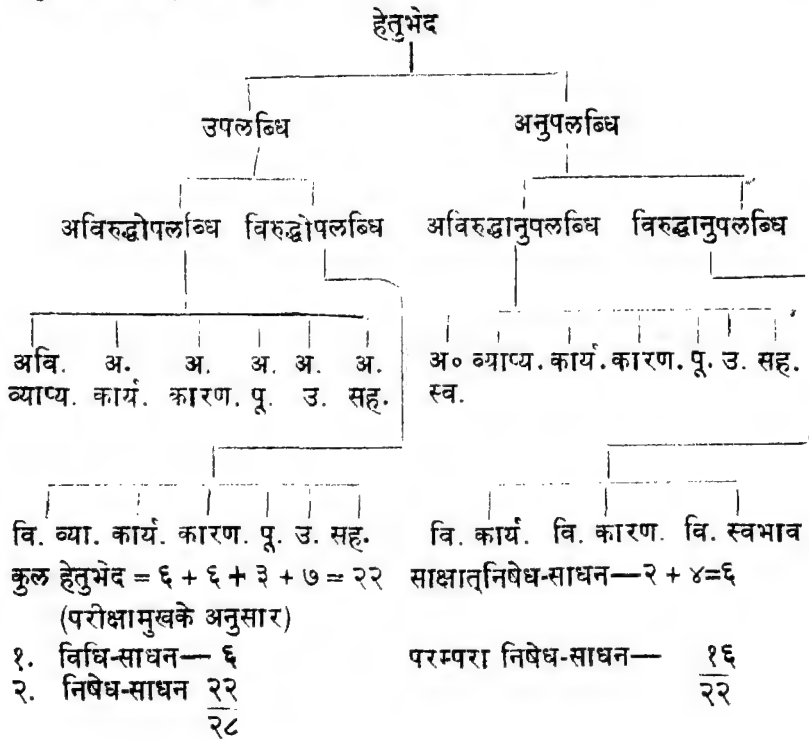 हेतुभेद
उपलब्धि अनुपलब्धि
अविरुद्धोपलब्धि विरुद्धोपलब्धि अविरुद्धानुपलब्धि विरुद्धानुपलब्धि
अवि. अ. अ. अ. अ. अ. अ० व्याप्य. कार्य. कारण. पू. उ. सह.
व्याप्य. कार्य. कारण. पू. उ. सह. स्व.
वि. व्या. कार्य. कारण. पू. उ. सह. वि. कार्य. वि. कारण. वि. स्वभाव
कुल हेतुभेद = ६ + ६ + ३ + ७ = २२ साक्षात्निषेध-साधन—२ + ४=६
(परीक्षामुखके अनुसार)
१. विधि-साधन— ६ परम्परा निषेध-साधन— १६
२. निषेध-साधन २२ २२
२८